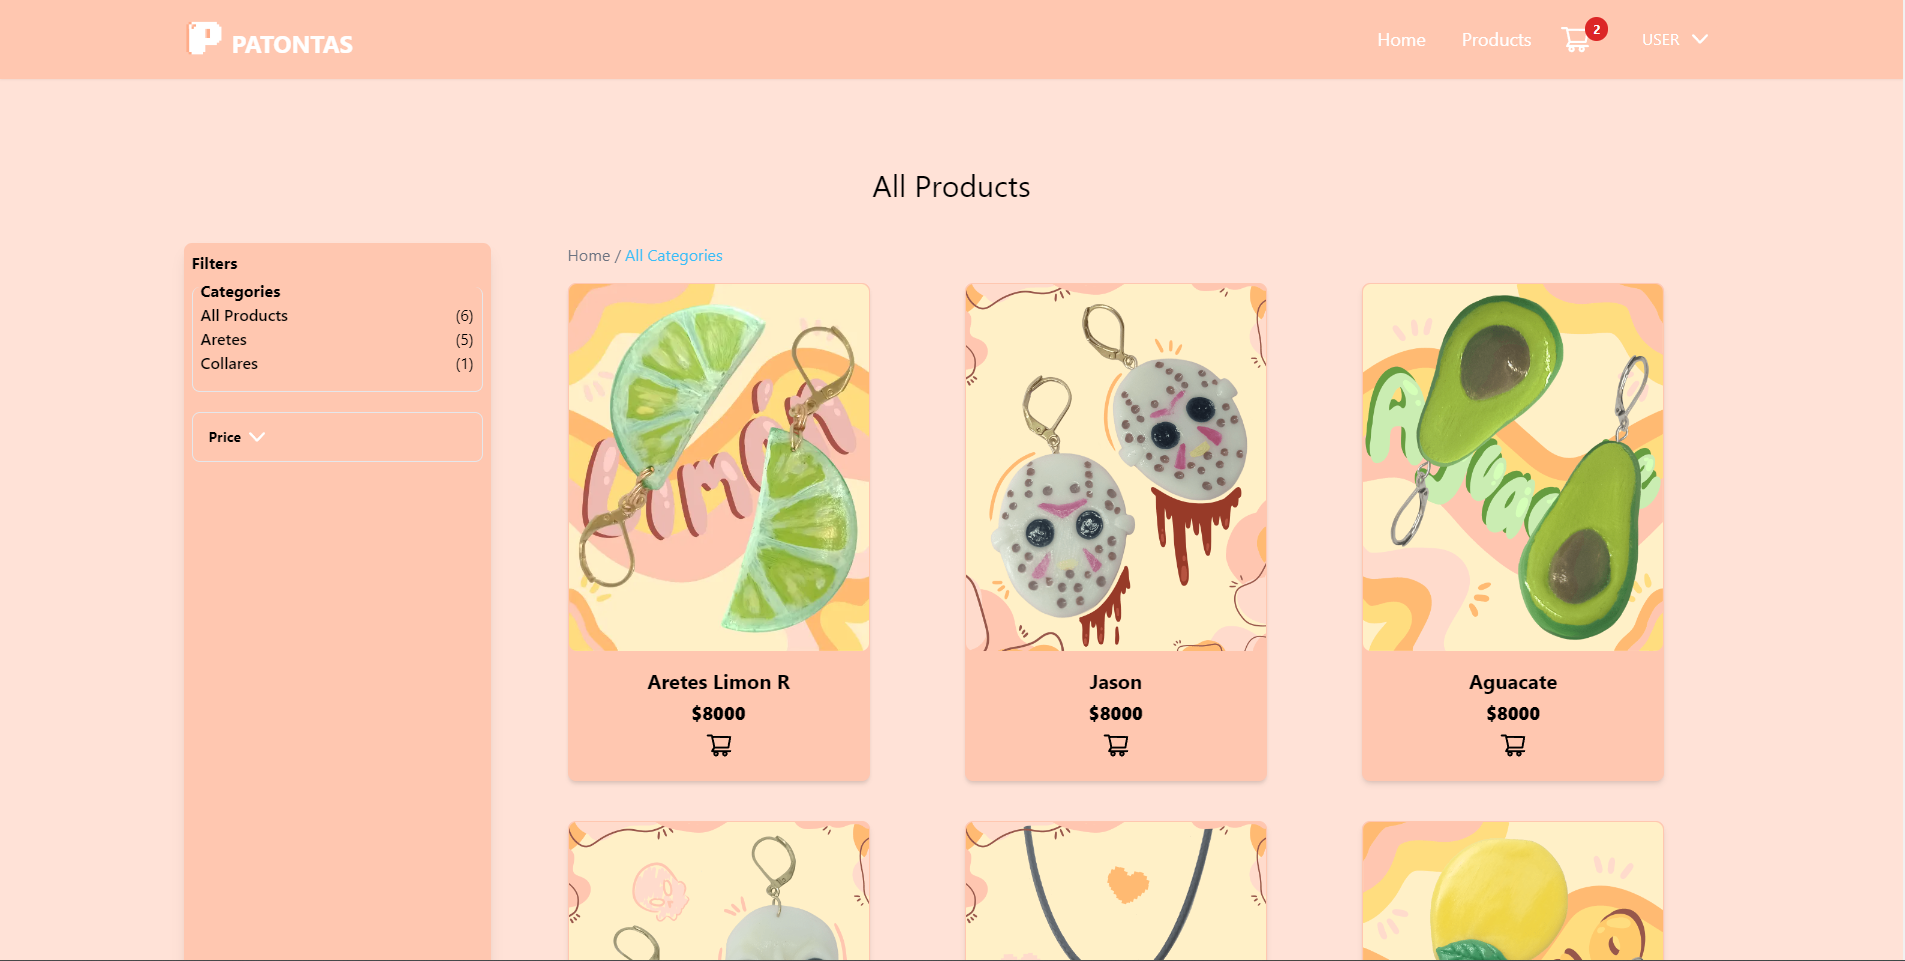 PATONTAS
Home
Products
2
USER
All Products
Filters
Categories
All Products (6)
Aretes (5)
Collares (1)
Price
Home / All Categories
Limón
Aguacate
Aretes Limon R
$8000
Jason
$8000
Aguacate
$8000